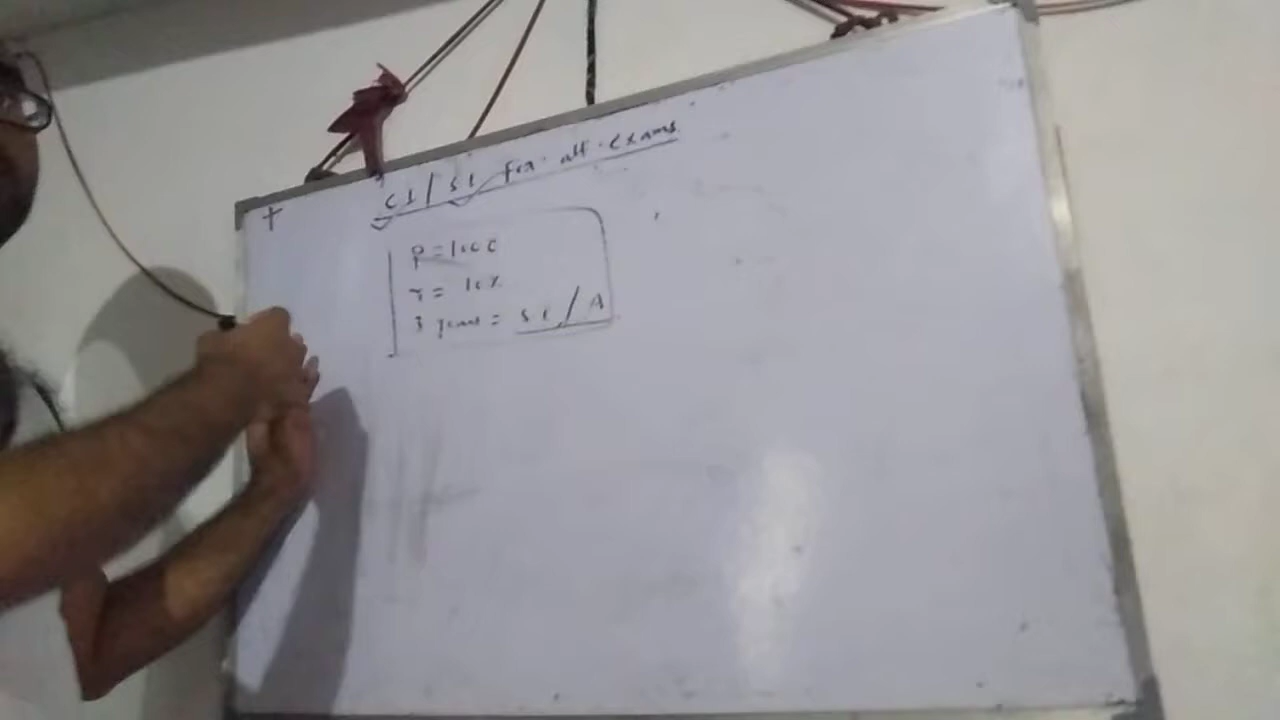 CI / SI for all exams
+
P = 1000
r = 10%
3 years = SI / A